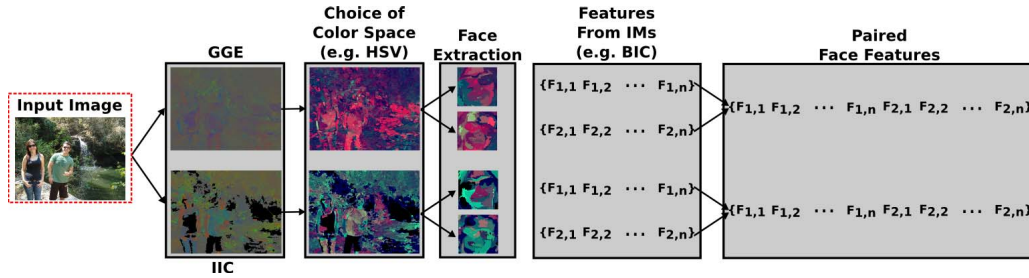 Input Image
GGE
IIC
Choice of
Color Space
(e.g. HSV)
Face
Extraction
Features
From IMs
(e.g. BIC)
{F1,1 F1,2 ··· F1,n}
{F2,1 F2,2 ··· F2,n}
{F1,1 F1,2 ··· F1,n}
{F2,1 F2,2 ··· F2,n}
Paired
Face Features
{F1,1 F1,2 ··· F1,n F2,1 F2,2 ··· F2,n}
{F1,1 F1,2 ··· F1,n F2,1 F2,2 ··· F2,n}